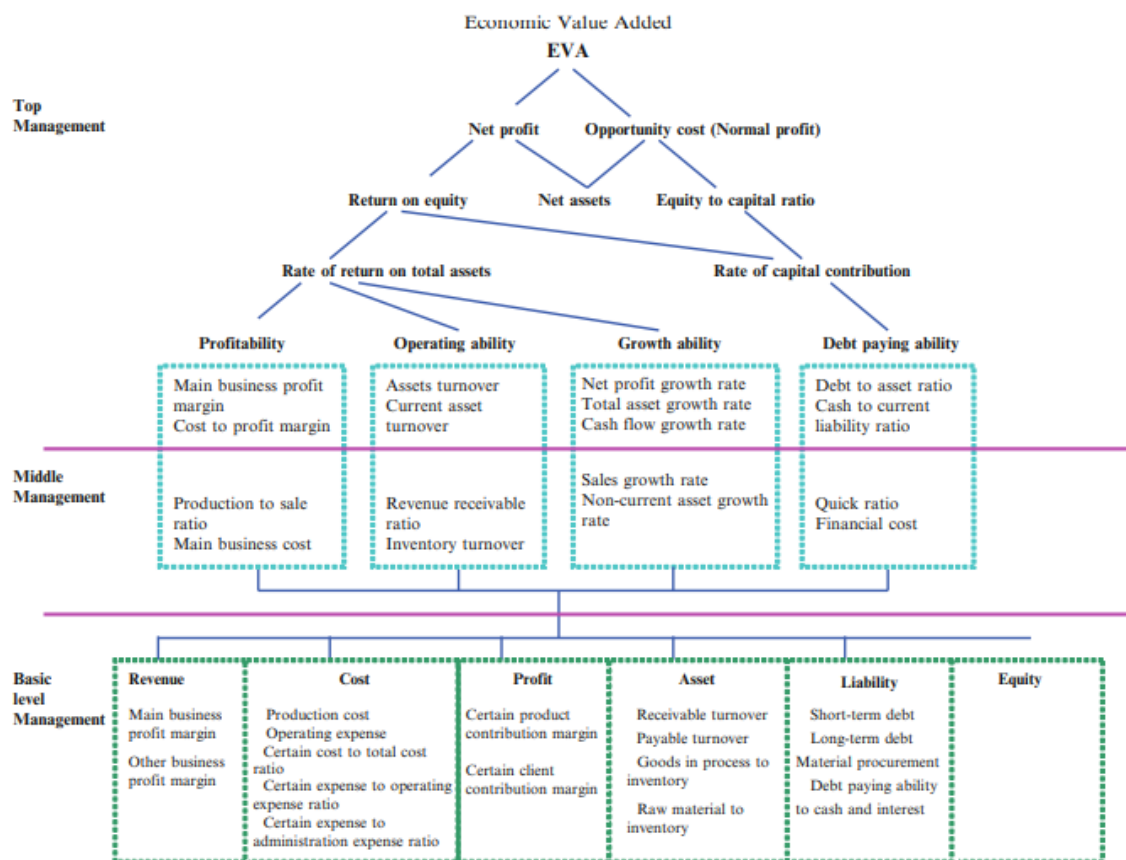 Economic Value Added
EVA
Top
Management
Net profit
Opportunity cost (Normal profit)
Return on equity
Net assets
Equity to capital ratio
Rate of return on total assets
Rate of capital contribution
Profitability
Operating ability
Growth ability
Debt paying ability
Main business profit
margin
Cost to profit margin
Assets turnover
Current asset
turnover
Net profit growth rate
Total asset growth rate
Cash flow growth rate
Debt to asset ratio
Cash to current
liability ratio
Middle
Management
Production to sale
ratio
Main business cost
Revenue receivable
ratio
Inventory turnover
Sales growth rate
Non-current asset growth
rate
Quick ratio
Financial cost
Basic
level
Management
Revenue
Main business
profit margin
Other business
profit margin
Cost
Production cost
Operating expense
Certain cost to total cost
ratio
Certain expense to operating
expense ratio
Certain expense to
administration expense ratio
Profit
Certain product
contribution margin
Certain client
contribution margin
Asset
Receivable turnover
Payable turnover
Goods in process to
inventory
Raw material to
inventory
Liability
Short-term debt
Long-term debt
Material procurement
Debt paying ability
to cash and interest
Equity